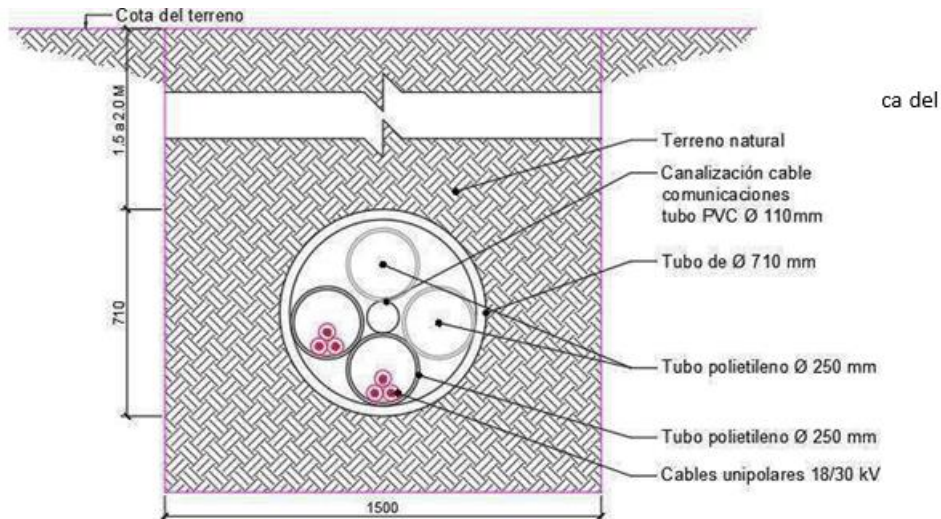 Cota del terreno
ca del
1.5 a 2.0 M
Terreno natural
Canalización cable
comunicaciones
tubo PVC Ø 110mm
Tubo de Ø 710 mm
710
Tubo polietileno Ø 250 mm
Tubo polietileno Ø 250 mm
Cables unipolares 18/30 kV
1500